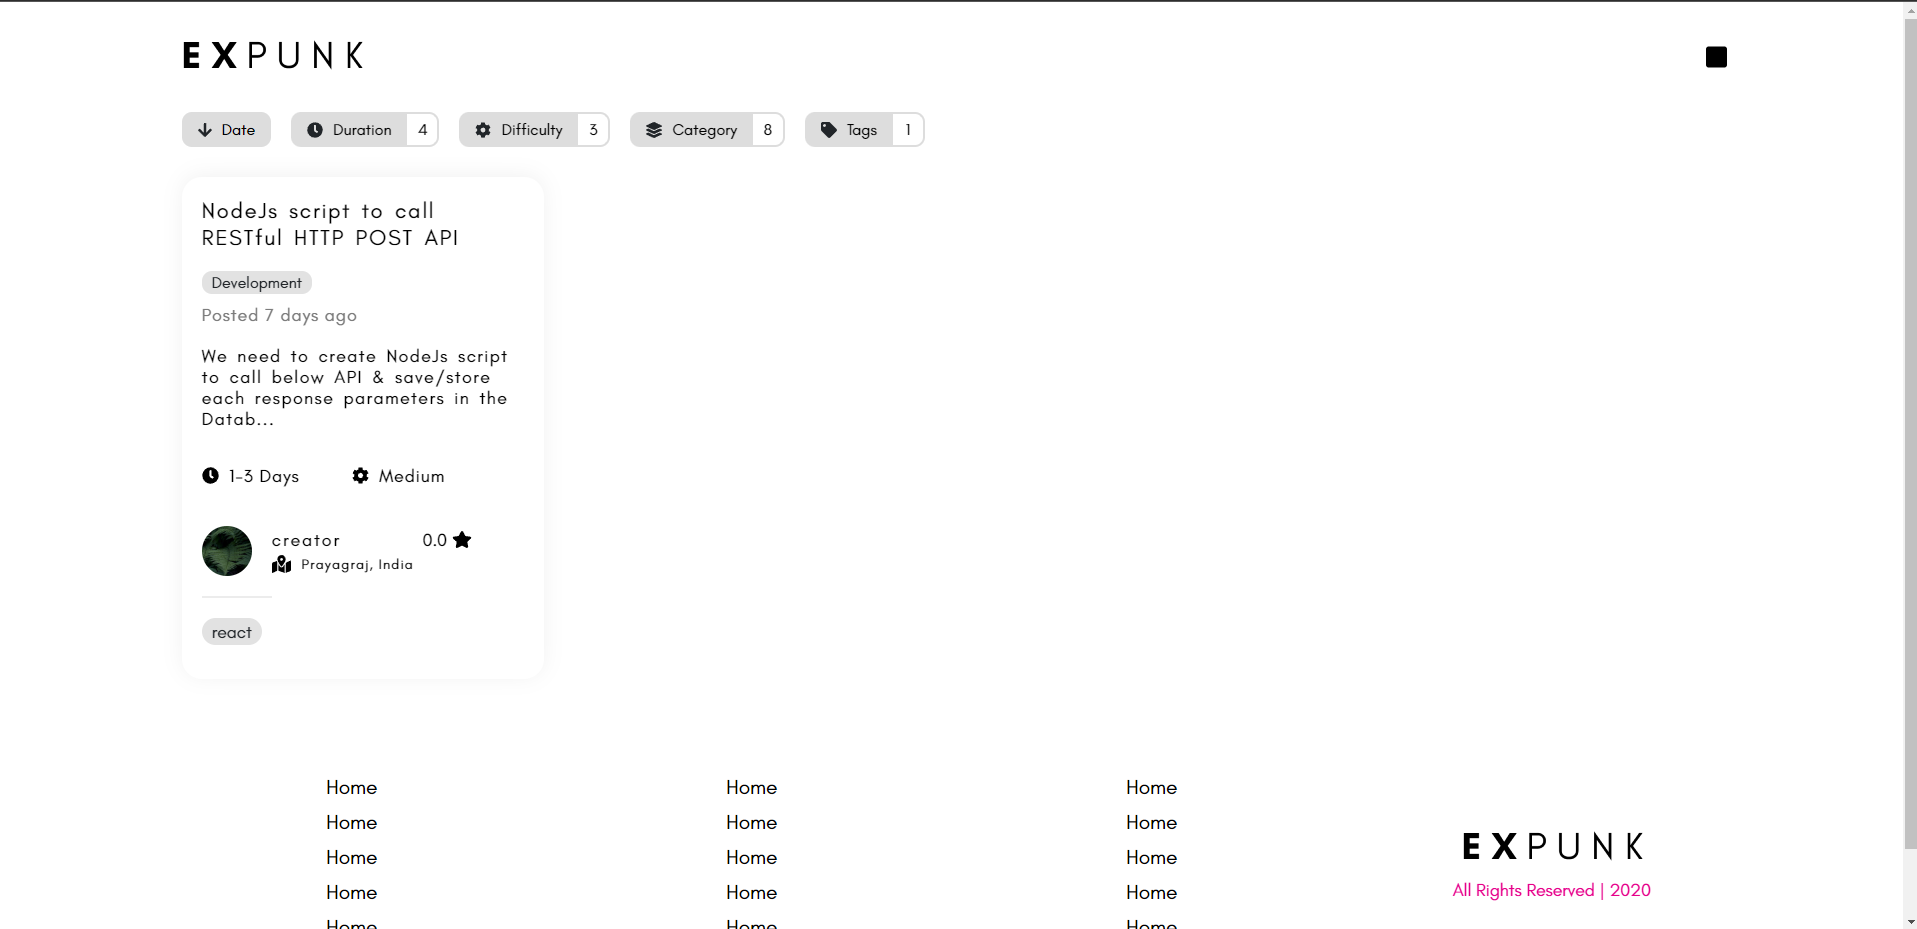 EXPUNK
Date Duration 4 Difficulty 3 Category 8 Tags 1
NodeJs script to call
RESTful HTTP POST API
Development
Posted 7 days ago
We need to create NodeJs script
to call below API & save/store
each response parameters in the
Datab...
1-3 Days Medium
creator 0.0
Prayagraj, India
react
Home Home Home
Home Home Home
Home Home Home
Home Home Home
Home Home Home
EXPUNK
All Rights Reserved | 2020